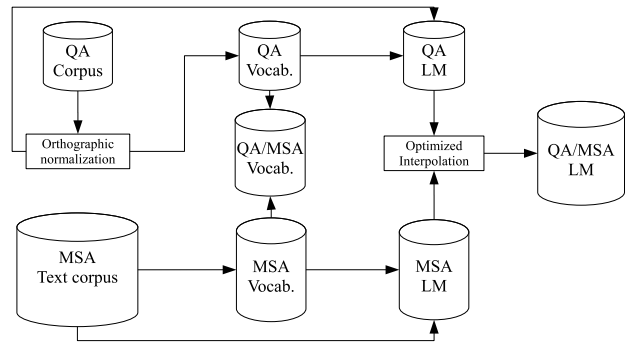 QA
Corpus
QA
Vocab.
QA
LM
Orthographic
normalization
QA/MSA
Vocab.
Optimized
Interpolation
QA/MSA
LM
MSA
Text corpus
MSA
Vocab.
MSA
LM